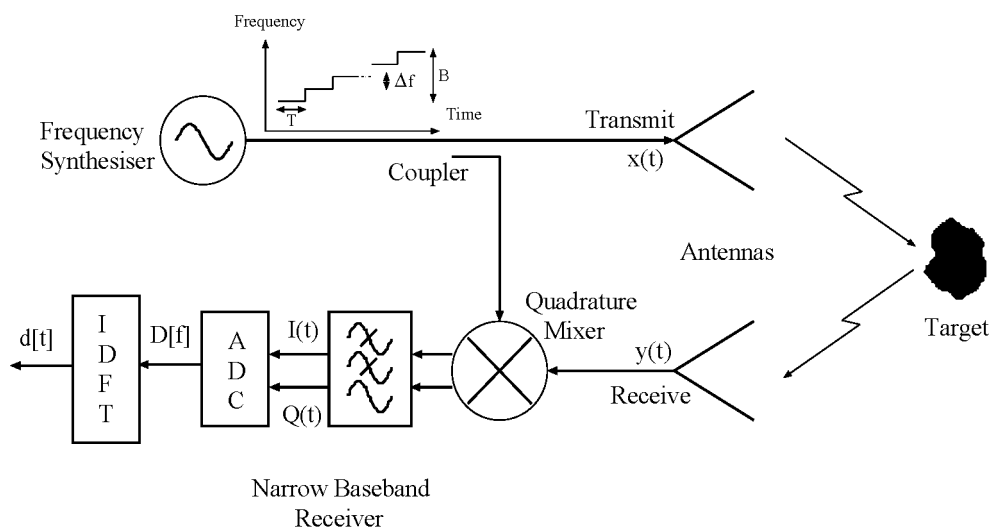 Frequency
Δf
B
T
Time
Frequency
Synthesiser
Transmit
x(t)
Coupler
Antennas
Target
Quadrature
Mixer
y(t)
Receive
I(t)
Q(t)
A
D
C
D[f]
I
D
F
T
d[t]
Narrow Baseband
Receiver